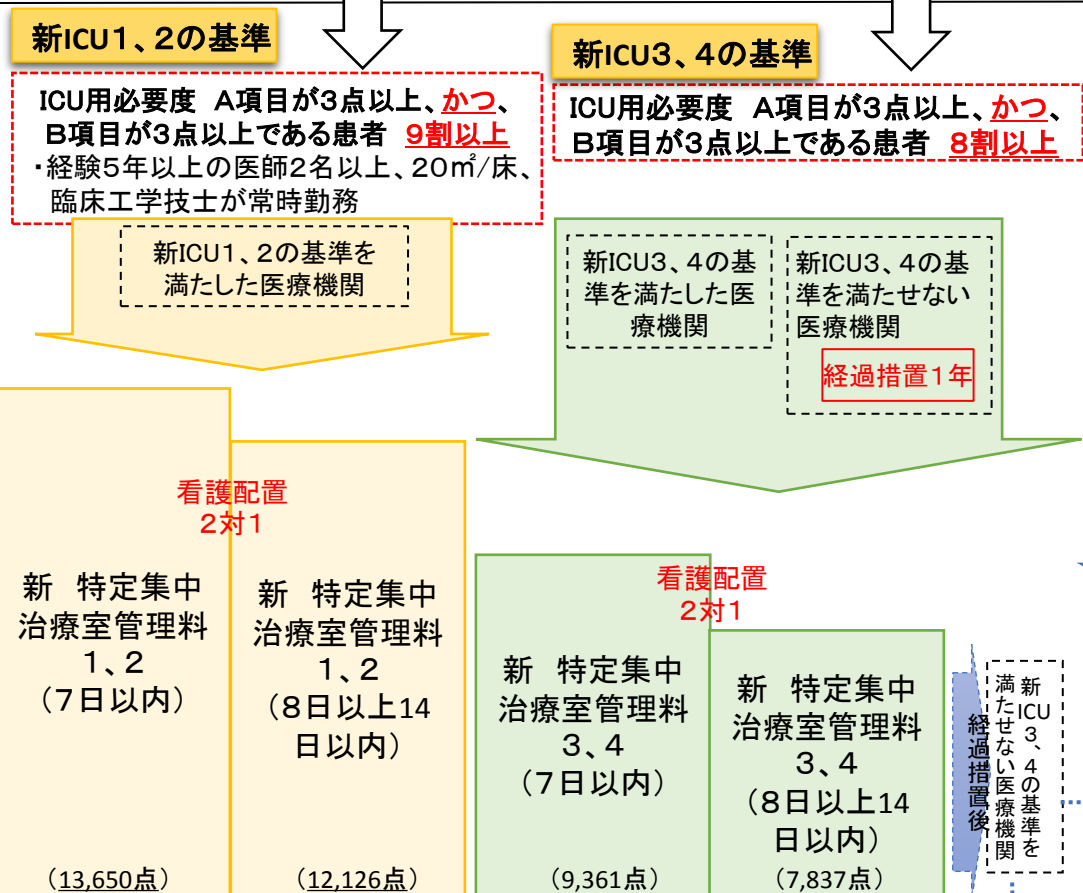 新ICU1、2の基準
ICU用必要度 A項目が3点以上、かつ、
B項目が3点以上である患者 9割以上
・経験5年以上の医師2名以上、20㎡/床、
臨床工学技士が常時勤務
新ICU3、4の基準
ICU用必要度 A項目が3点以上、かつ、
B項目が3点以上である患者 8割以上
新ICU1、2の基準を
満たした医療機関
新ICU3、4の基
準を満たした医
療機関
新ICU3、4の基
準を満たせない
医療機関
経過措置1年
看護配置
2対1
新 特定集中
治療室管理料
1、2
(7日以内)
(13,650点)
新 特定集中
治療室管理料
1、2
(8日以上14
日以内)
(12,126点)
看護配置
2対1
新 特定集中
治療室管理料
3、4
(7日以内)
(9,361点)
新 特定集中
治療室管理料
3、4
(8日以上14
日以内)
(7,837点)
経過措置後
新ICU3、4の基準を
満たせない医療機関